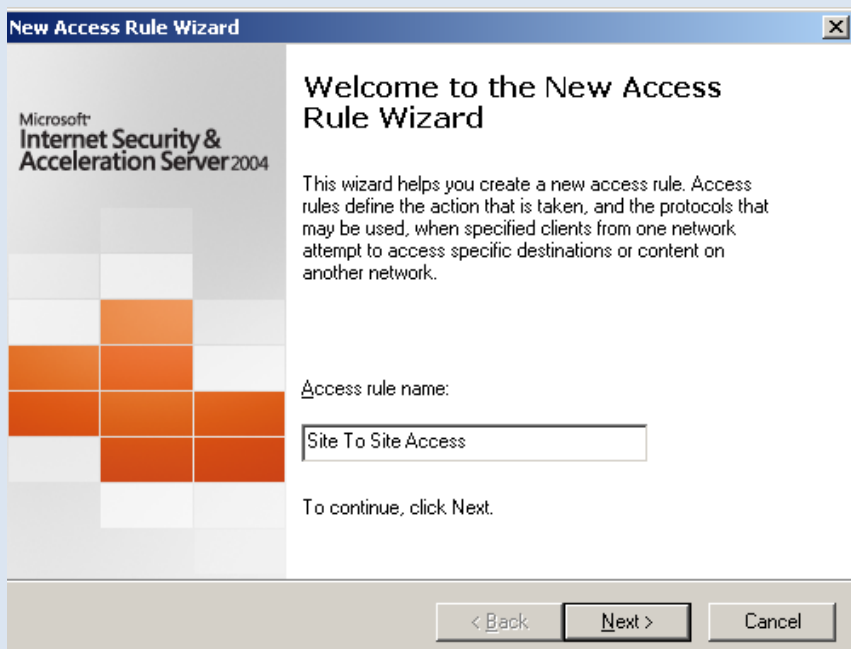 New Access Rule Wizard
Microsoft®
Internet Security &
Acceleration Server 2004
Welcome to the New Access
Rule Wizard
This wizard helps you create a new access rule. Access
rules define the action that is taken, and the protocols that
may be used, when specified clients from one network
attempt to access specific destinations or content on
another network.
Access rule name:
Site To Site Access
To continue, click Next.
< Back
Next >
Cancel